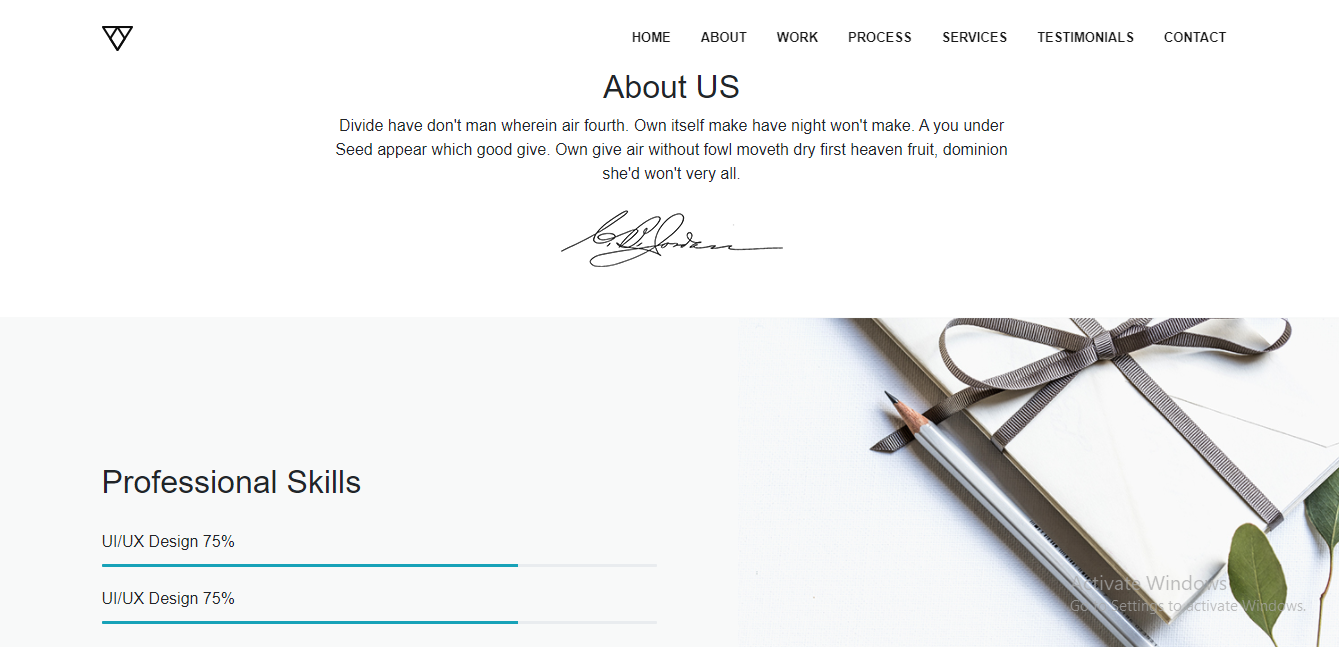 HOME ABOUT WORK PROCESS SERVICES TESTIMONIALS CONTACT
About US
Divide have don't man wherein air fourth. Own itself make have night won't make. A you under
Seed appear which good give. Own give air without fowl moveth dry first heaven fruit, dominion
she'd won't very all.
Professional Skills
UI/UX Design 75%
UI/UX Design 75%
Activate Windows
Go to Settings to activate Windows.